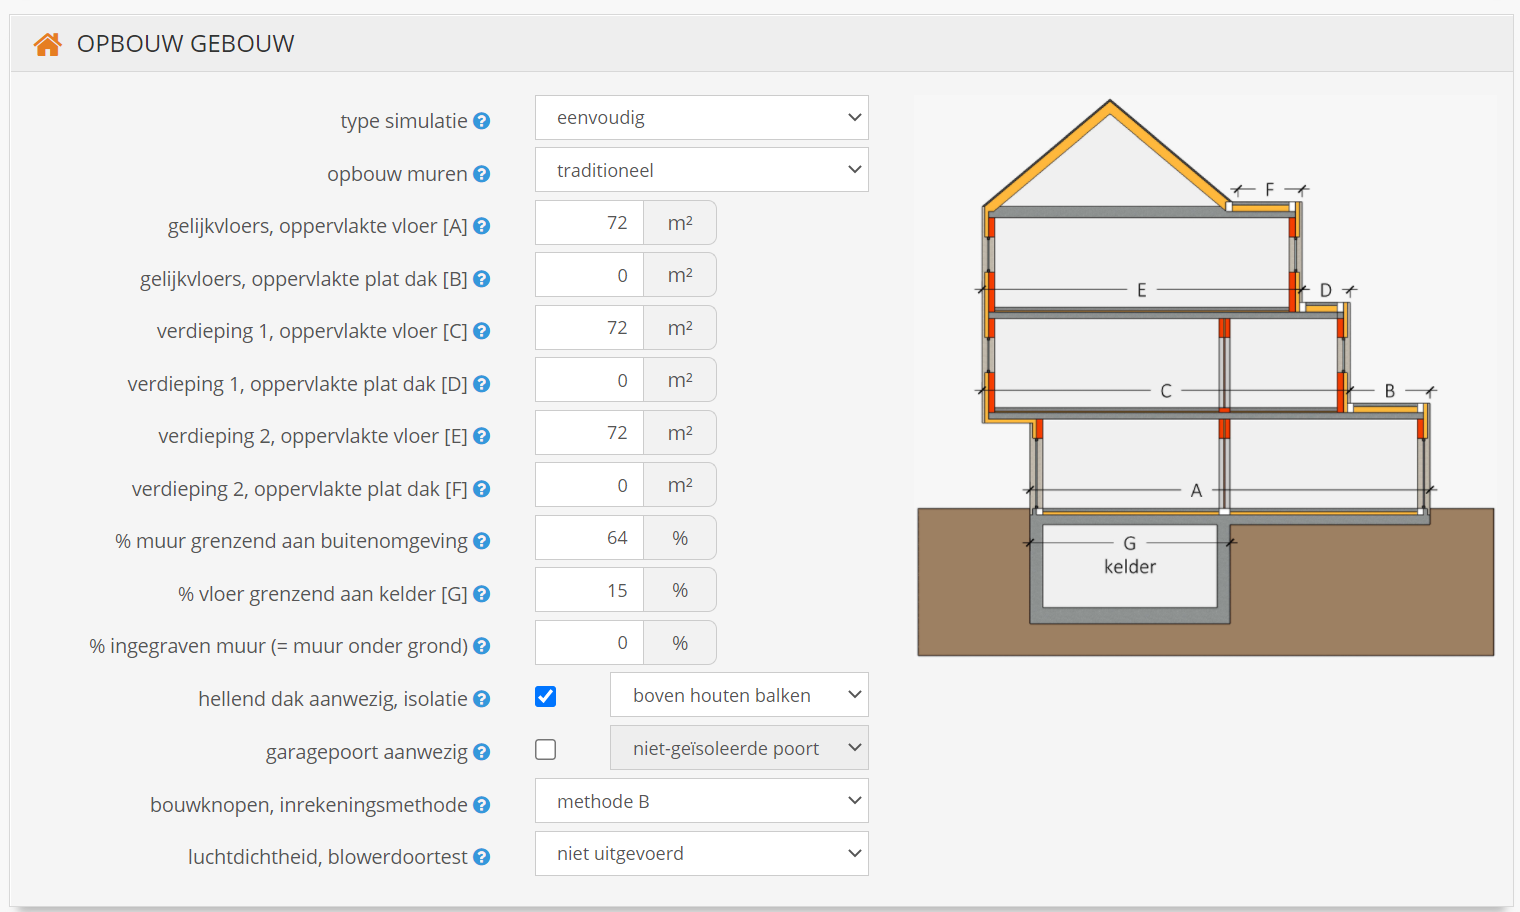 OPBOUW GEBOUW
type simulatie
eenvoudig
opbouw muren
traditioneel
gelijkvloers, oppervlakte vloer [A]
72 m²
gelijkvloers, oppervlakte plat dak [B]
0 m²
verdieping 1, oppervlakte vloer [C]
72 m²
verdieping 1, oppervlakte plat dak [D]
0 m²
verdieping 2, oppervlakte vloer [E]
72 m²
verdieping 2, oppervlakte plat dak [F]
0 m²
% muur grenzend aan buitenomgeving
64 %
% vloer grenzend aan kelder [G]
15 %
% ingegraven muur (= muur onder grond)
0 %
hellend dak aanwezig, isolatie
boven houten balken
garagepoort aanwezig
niet-geïsoleerde poort
bouwknopen, inrekeningsmethode
methode B
luchtdichtheid, blowerdoortest
niet uitgevoerd
F
E
D
C
B
A
G
kelder